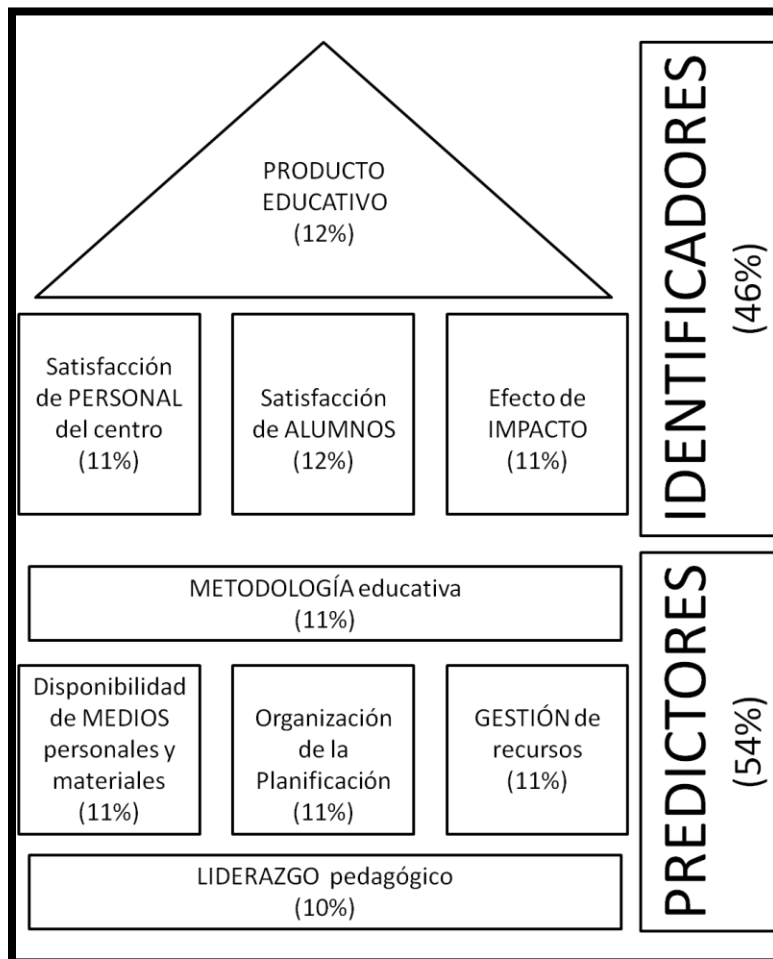 PRODUCTO
EDUCATIVO
(12%)
Satisfacción
de PERSONAL
del centro
(11%)
Satisfacción
de ALUMNOS
(12%)
Efecto de
IMPACTO
(11%)
IDENTIFICADORES
(46%)
METODOLOGÍA educativa
(11%)
Disponibilidad
de MEDIOS
personales y
materiales
(11%)
Organización
de la
Planificación
(11%)
GESTIÓN de
recursos
(11%)
LIDERAZGO pedagógico
(10%)
PREDICTORES
(54%)